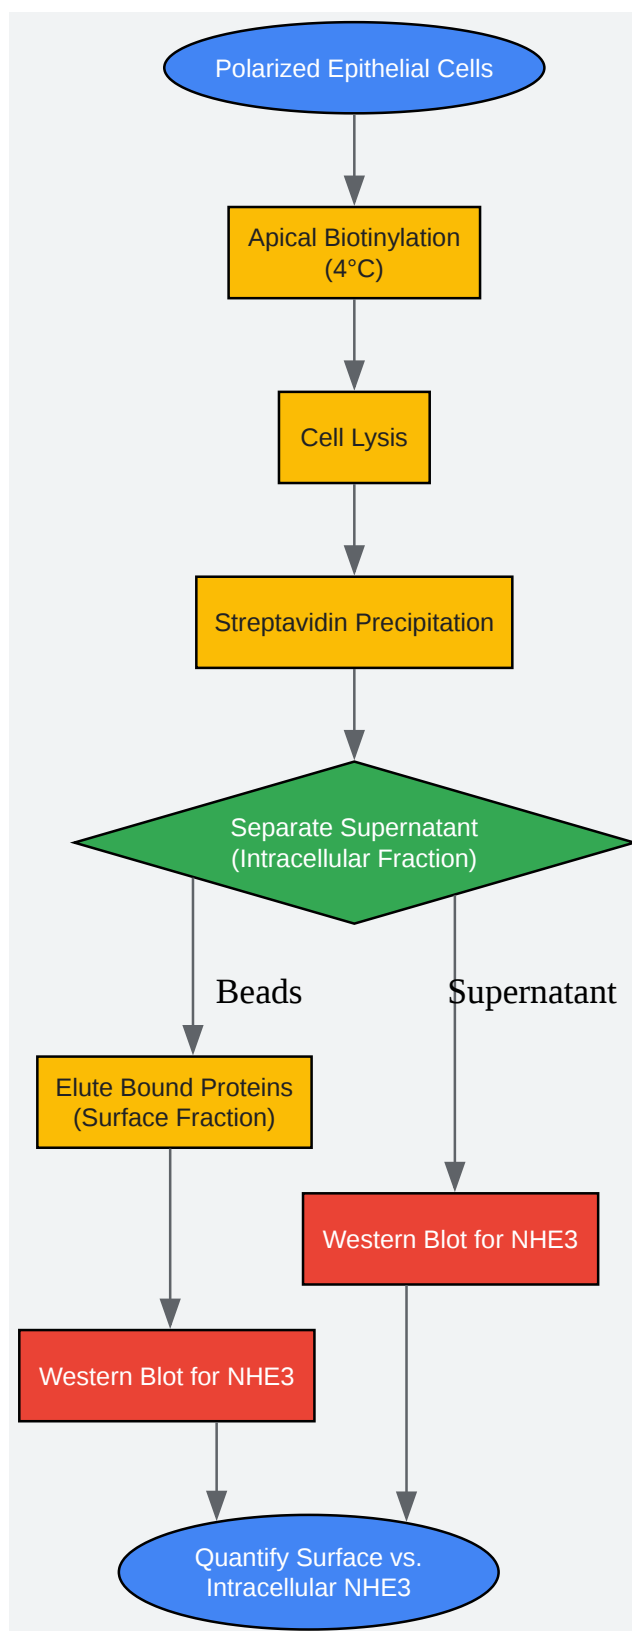 Polarized Epithelial Cells
Apical Biotinylation
(4°C)
Cell Lysis
Streptavidin Precipitation
Separate Supernatant
(Intracellular Fraction)
Beads
Supernatant
Elute Bound Proteins
(Surface Fraction)
Western Blot for NHE3
Western Blot for NHE3
Quantify Surface vs.
Intracellular NHE3